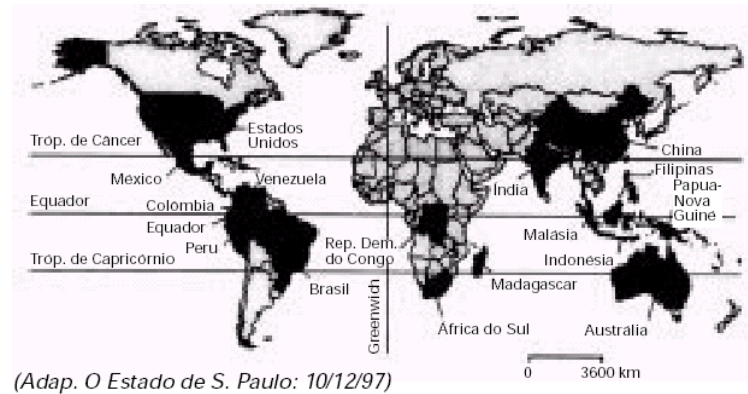 Tróp. de Câncer
Estados
Unidos
China
México
Venezuela
Índia
Filipinas
Papua-
Nova
Guiné
Equador
Colômbia
Equador
Peru
Rep. Dem.
do Congo
Malásia
Indonésia
Tróp. de Capricórnio
Brasil
Greenwich
Madagascar
África do Sul
Austrália
0 3600 km
(Adap. O Estado de S. Paulo: 10/12/97)